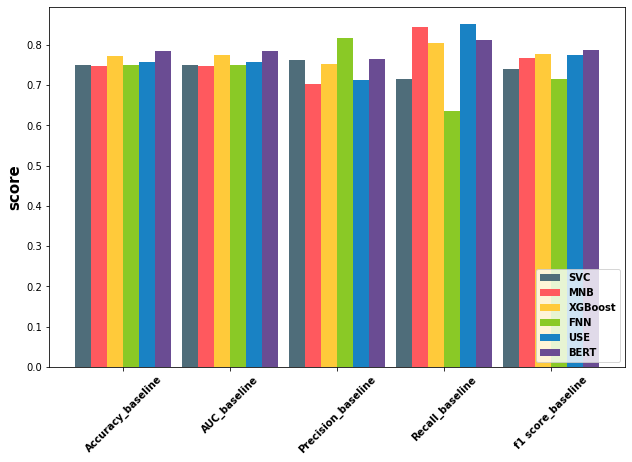 score
0.8
0.7
0.6
0.5
0.4
0.3
0.2
0.1
0.0
SVC
MNB
XGBoost
FNN
USE
BERT
Accuracy_baseline
AUC_baseline
Precision_baseline
Recall_baseline
f1 score_baseline